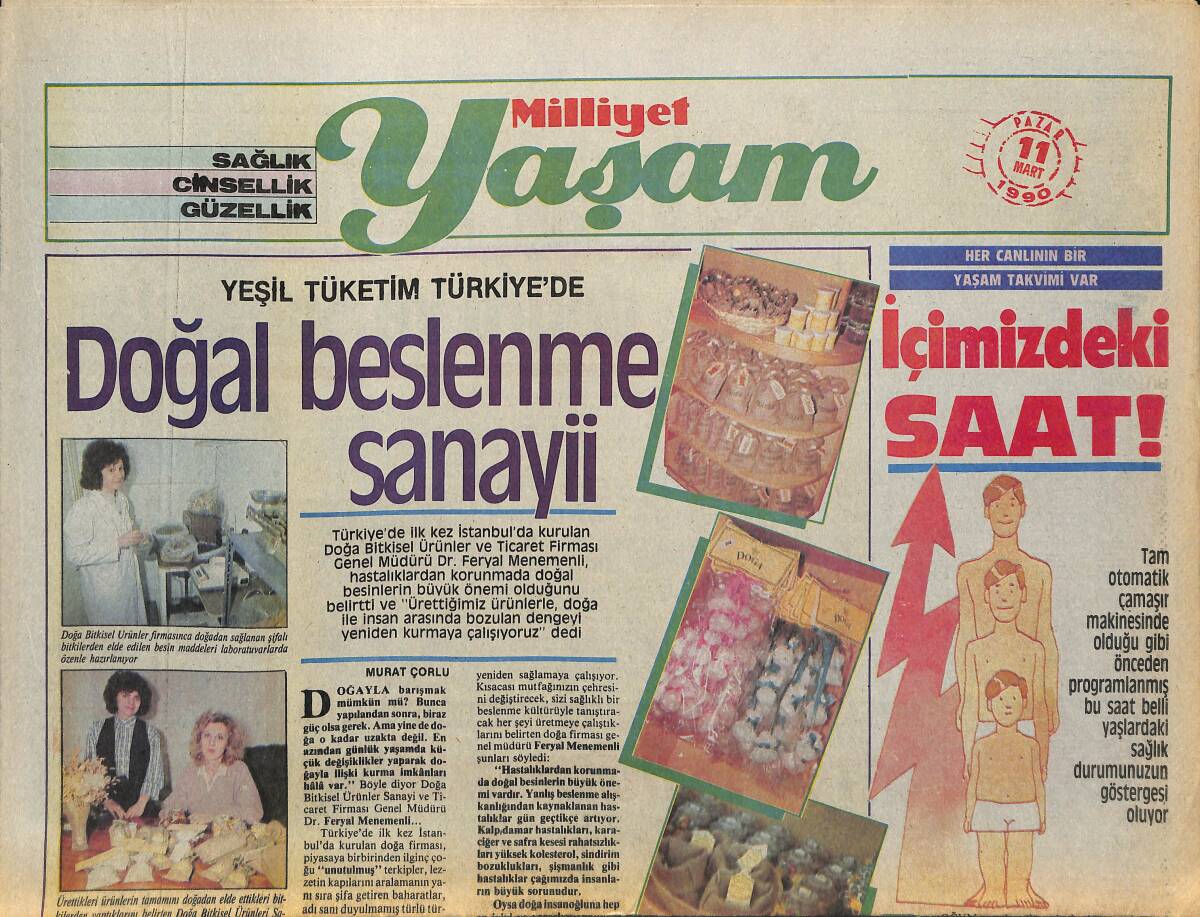 SAĞLIK
CİNSELLİK
GÜZELLİK
Milliyet
Yaşam
PAZAR
11
MART
1990
YEŞİL TÜKETİM TÜRKİYE'DE
Doğal beslenme
sanayii
Türkiye'de ilk kez İstanbul'da kurulan
Doğa Bitkisel Ürünler ve Ticaret Firması
Genel Müdürü Dr. Feryal Menemenli,
hastalıklardan korunmada doğal
besinlerin büyük önemi olduğunu
belirtti ve "Ürettiğimiz ürünlerle, doğa
ile insan arasında bozulan dengeyi
yeniden kurmaya çalışıyoruz" dedi
Doğa Bitkisel Ürünler firmasınca doğadan sağlanan şifalı
bitkilerden elde edilen besin maddeleri laboratuvarlarda
özenle hazırlanıyor
Ürettikleri ürünlerin tamamını doğadan elde ettikleri bit-
kilerden yaptıklarını belirten Doğa Bitkisel Ürünleri Sa-
MURAT ÇORLU
DOĞAYLA barışmak
mümkün mü? Bunca
yapılandan sonra, biraz
güç olsa gerek. Ama yine de do-
ğa o kadar uzakta değil. En
azından günlük yaşamda kü-
çük değişiklikler yaparak do-
ğayla ilişki kurma imkânları
hâlâ var." Böyle diyor Doğa
Bitkisel Ürünler Sanayi ve Ti-
caret Firması Genel Müdürü
Dr. Feryal Menemenli...
Türkiye'de ilk kez İstan-
bul'da kurulan doğa firması,
piyasaya birbirinden ilginç ço-
ğu "unutulmuş" terkipler, lez-
zetin kapılarını aralamanın ya-
nı sıra şifa getiren baharatlar,
adı sanı duyulmamış türlü tür-
yeniden sağlamaya çalışıyor.
Kısacası mutfağımızın çehresi-
ni değiştirecek, sizi sağlıklı bir
beslenme kültürüyle tanıştıra-
cak her şeyi üretmeye çalıştık-
larını belirten doğa firması ge-
nel müdürü Feryal Menemenli
şunları söyledi:
"Hastalıklardan korunma-
da doğal besinlerin büyük öne-
mi vardır. Yanlış beslenme alış-
kanlığından kaynaklanan has-
talıklar gün geçtikçe artıyor.
Kalp,damar hastalıkları, kara-
ciğer ve safra kesesi rahatsızlık-
ları yüksek kolesterol, sindirim
bozuklukları, şişmanlık gibi
hastalıklar çağımızda insanla-
rın büyük sorunudur.
Oysa doğa insanoğluna hep
DOĞA
HER CANLININ BİR
YAŞAM TAKVİMİ VAR
İçimizdeki
SAAT!
Tam
otomatik
çamaşır
makinesinde
olduğu gibi
önceden
programlanmış
bu saat belli
yaşlardaki
sağlık
durumunuzun
göstergesi
oluyor